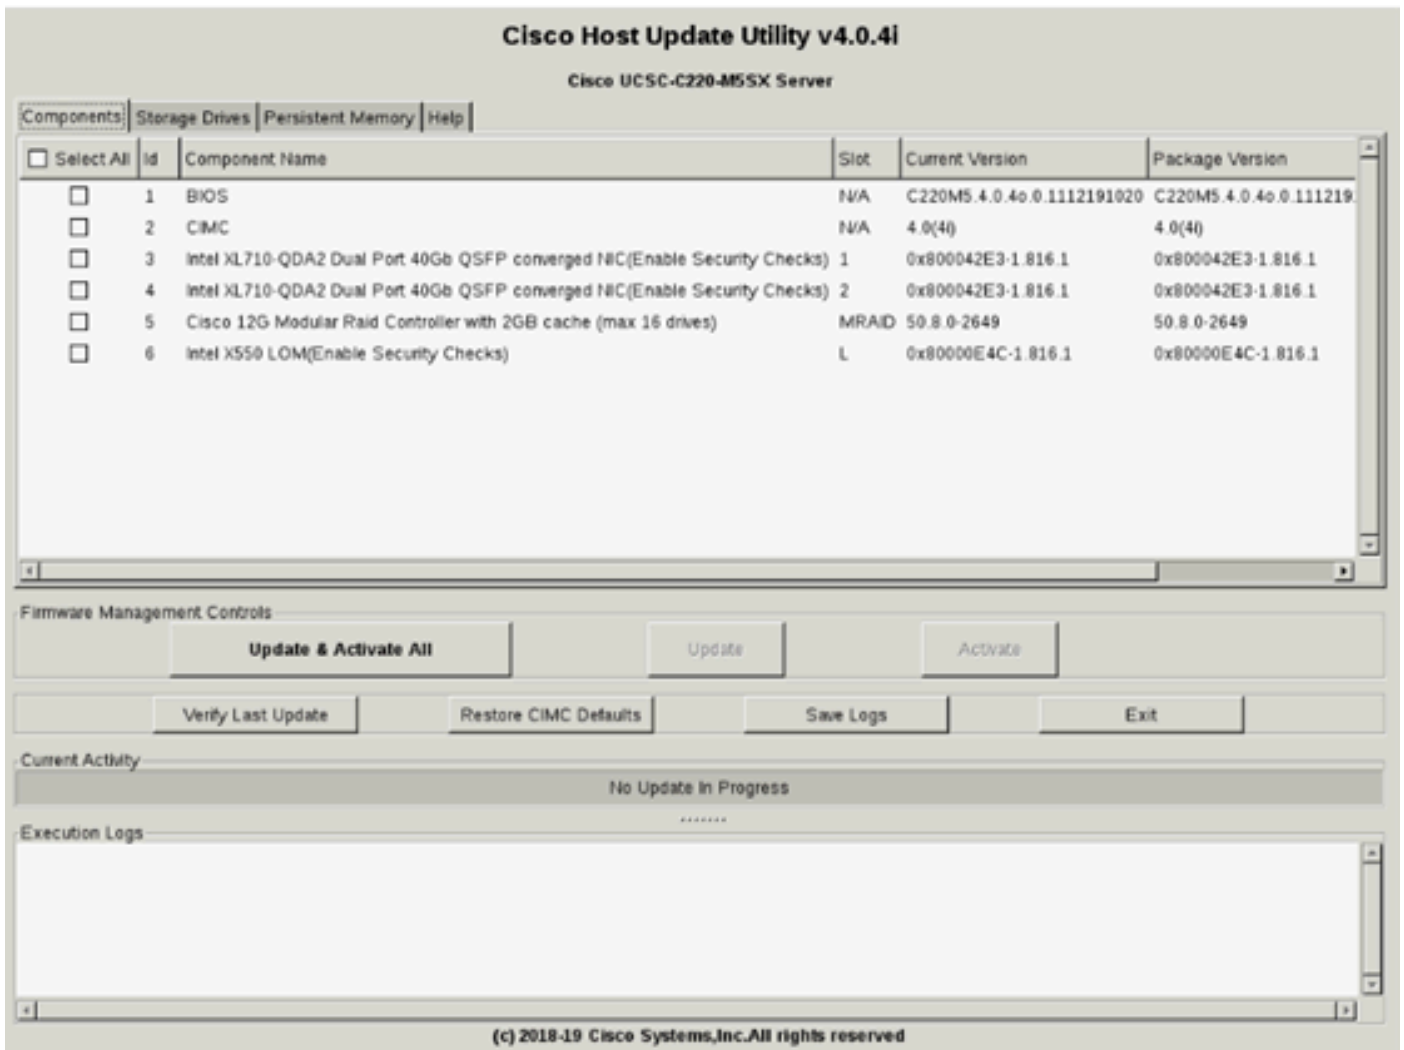 Cisco Host Update Utility v4.0.4i
Cisco UCSC-C220-M5SX Server
Components Storage Drives Persistent Memory Help
Select All Id Component Name Slot Current Version Package Version
1 BIOS N/A C220M5.4.0.4o.0.1112191020 C220M5.4.0.4o.0.111219.
2 CIMC N/A 4.0(4i) 4.0(4i)
3 Intel XL710-QDA2 Dual Port 40Gb QSFP converged NIC(Enable Security Checks) 1 0x800042E3-1.816.1 0x800042E3-1.816.1
4 Intel XL710-QDA2 Dual Port 40Gb QSFP converged NIC(Enable Security Checks) 2 0x800042E3-1.816.1 0x800042E3-1.816.1
5 Cisco 12G Modular Raid Controller with 2GB cache (max 16 drives) MRAID 50.8.0-2649 50.8.0-2649
6 Intel X550 LOM(Enable Security Checks) L 0x80000E4C-1.816.1 0x80000E4C-1.816.1
Firmware Management Controls
Update & Activate All Update Activate
Verify Last Update Restore CIMC Defaults Save Logs Exit
Current Activity
No Update In Progress
Execution Logs
(c) 2018-19 Cisco Systems,Inc.All rights reserved